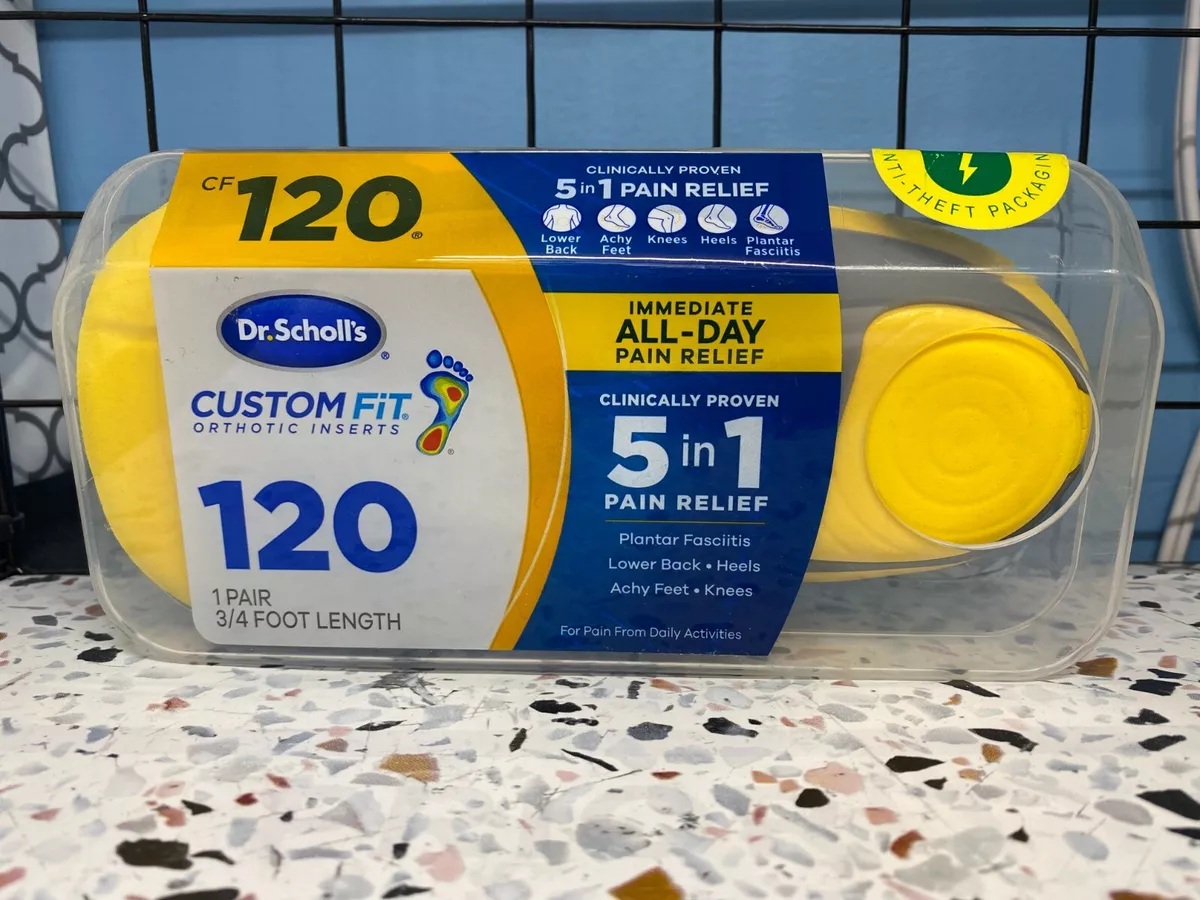 CF 120®
CLINICALLY PROVEN
5 in 1 PAIN RELIEF
Lower Back
Achy Feet
Knees
Heels
Plantar Fasciitis
NTI-THEFT PACKAGIN
Dr.Scholl's®
CUSTOM FiT®
ORTHOTIC INSERTS
120
1 PAIR
3/4 FOOT LENGTH
IMMEDIATE
ALL-DAY
PAIN RELIEF
CLINICALLY PROVEN
5 in 1
PAIN RELIEF
Plantar Fasciitis
Lower Back • Heels
Achy Feet • Knees
For Pain From Daily Activities